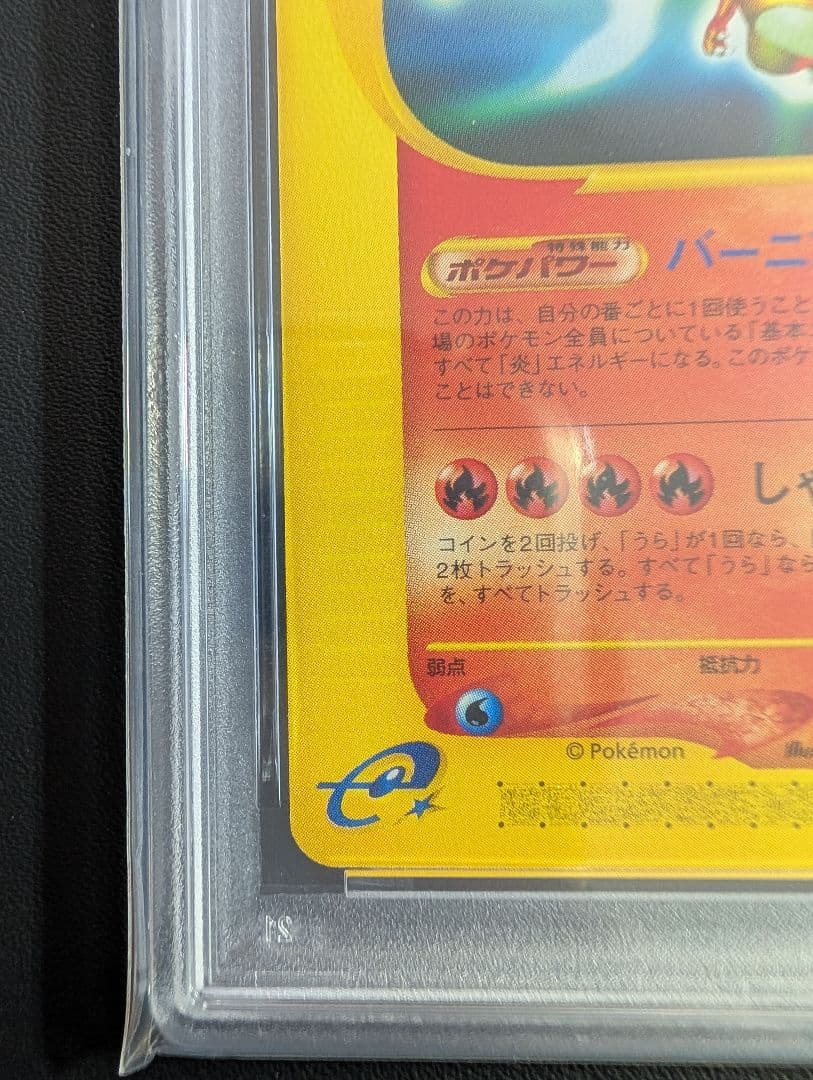 特殊能力
ポケパワー バーニ
この力は、自分の番ごとに1回使うこと
場のポケモン全員についている「基本
すべて「炎」エネルギーになる。このポケ
ことはできない。
しゃ
コインを2回投げ、「うら」が1回なら、
2枚トラッシュする。すべて「うら」なら
を、すべてトラッシュする。
弱点 抵抗力
© Pokémon Illus
e
21